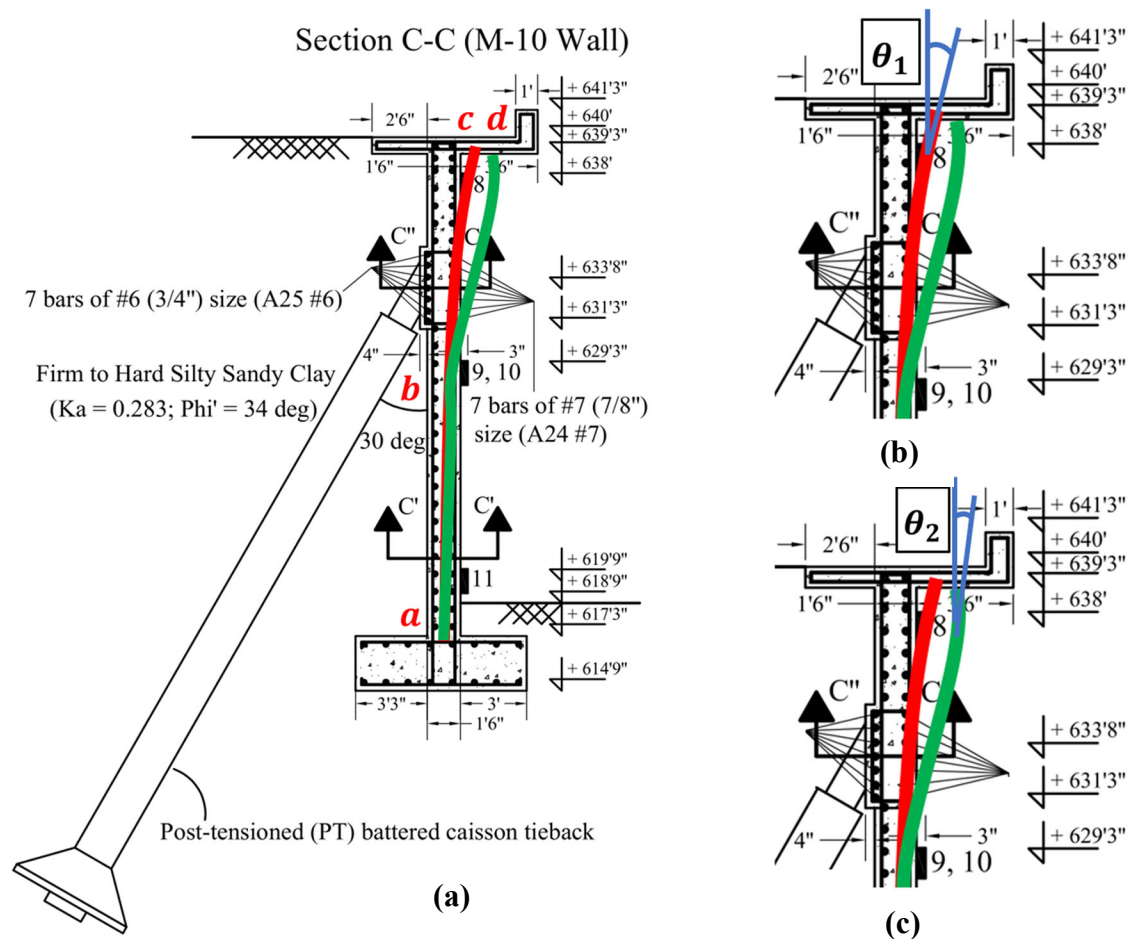 Section C-C (M-10 Wall)
1'
+ 641'3"
2'6"
c d
+ 640'
+ 639'3"
1'6"
3'6"
+ 638'
8
C"
C
+ 633'8"
7 bars of #6 (3/4") size (A25 #6)
+ 631'3"
4"
3"
+ 629'3"
Firm to Hard Silty Sandy Clay
b
9, 10
(Ka = 0.283; Phi' = 34 deg)
7 bars of #7 (7/8")
30 deg
size (A24 #7)
C'
C'
+ 619'9"
11
+ 618'9"
a
+ 617'3"
+ 614'9"
3'3"
3'
1'6"
Post-tensioned (PT) battered caisson tieback
(a)
θ₁
1'
+ 641'3"
2'6"
+ 640'
+ 639'3"
1'6"
+ 638'
8
C"
C
+ 633'8"
+ 631'3"
4"
3"
+ 629'3"
9, 10
(b)
θ₂
1'
+ 641'3"
2'6"
+ 640'
+ 639'3"
1'6"
+ 638'
8
C"
C
+ 633'8"
+ 631'3"
4"
3"
+ 629'3"
9, 10
(c)